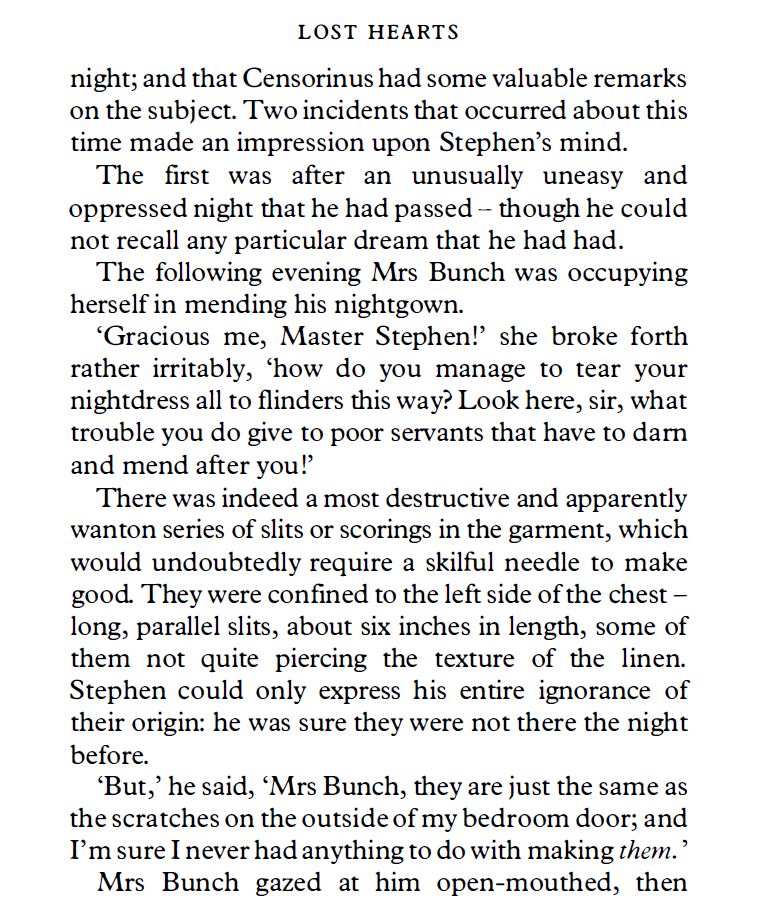 LOST HEARTS
night; and that Censorinus had some valuable remarks
on the subject. Two incidents that occurred about this
time made an impression upon Stephen’s mind.
The first was after an unusually uneasy and
oppressed night that he had passed – though he could
not recall any particular dream that he had had.
The following evening Mrs Bunch was occupying
herself in mending his nightgown.
‘Gracious me, Master Stephen!’ she broke forth
rather irritably, ‘how do you manage to tear your
nightdress all to flinders this way? Look here, sir, what
trouble you do give to poor servants that have to darn
and mend after you!’
There was indeed a most destructive and apparently
wanton series of slits or scorings in the garment, which
would undoubtedly require a skilful needle to make
good. They were confined to the left side of the chest –
long, parallel slits, about six inches in length, some of
them not quite piercing the texture of the linen.
Stephen could only express his entire ignorance of
their origin: he was sure they were not there the night
before.
‘But,’ he said, ‘Mrs Bunch, they are just the same as
the scratches on the outside of my bedroom door; and
I’m sure I never had anything to do with making them.’
Mrs Bunch gazed at him open-mouthed, then